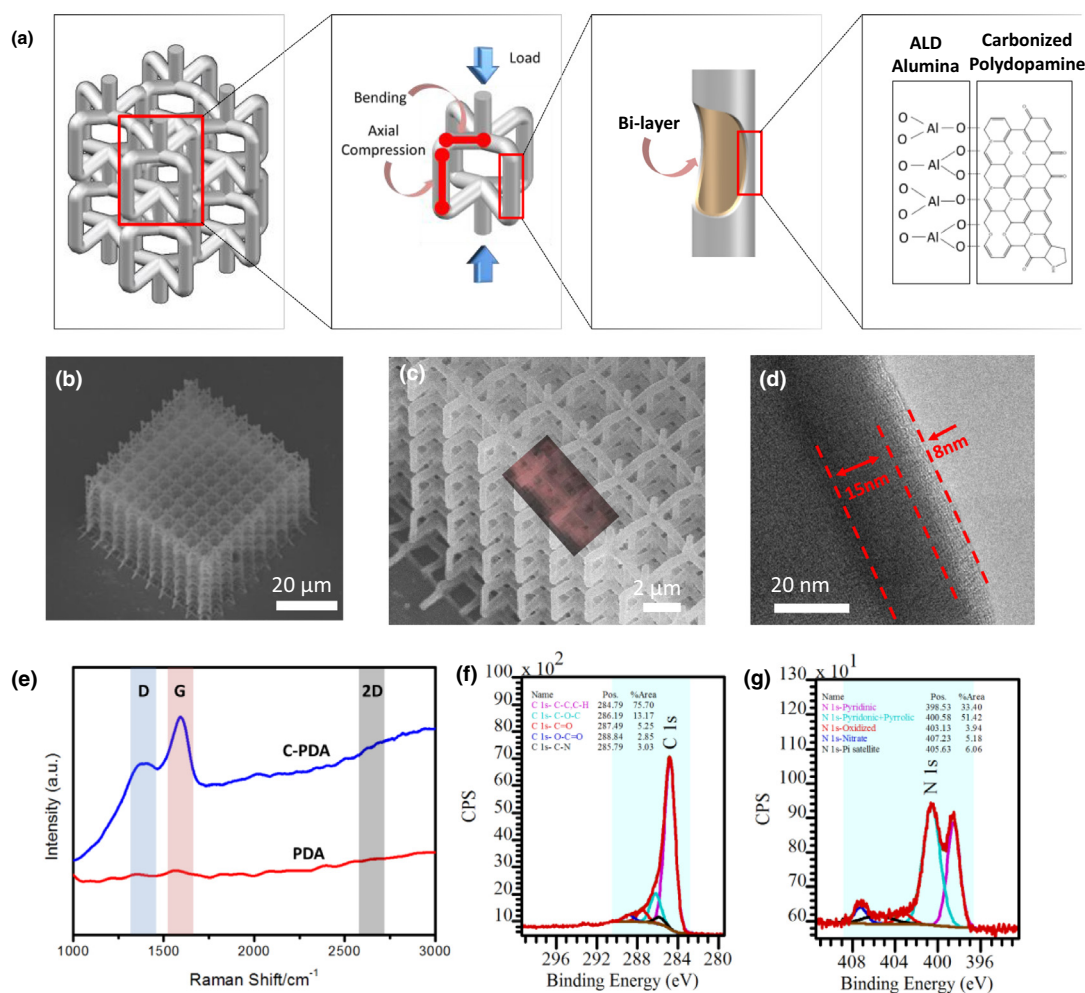 (a)
Load
Bending
Axial
Compression
Bi-layer
ALD
Alumina
Carbonized
Polydopamine
O
O
Al
O
O
O
Al
O
O
O
Al
O
O
O
Al
O
O
(b)
20 μm
(c)
2 μm
(d)
15nm
8nm
20 nm
(e)
D
G
2D
C-PDA
PDA
Intensity (a.u.)
1000
1500
2000
2500
3000
Raman Shift/cm⁻¹
(f)
x 10²
100
90
80
70
60
50
40
30
20
10
CPS
Name Pos. %Area
C 1s- C-C,C-H 284.79 75.70
C 1s- C-O-C 286.19 13.17
C 1s- C=O 287.49 5.25
C 1s- O-C=O 288.84 2.85
C 1s- C-N 285.79 3.03
C 1s
296
292
288
284
280
Binding Energy (eV)
(g)
x 10¹
130
120
110
100
90
80
70
60
CPS
Name Pos. %Area
N 1s-Pyridinic 398.53 33.40
N 1s-Pyridonic+Pyrrolic 400.58 51.42
N 1s-Oxidized 403.13 3.94
N 1s-Nitrate 407.23 5.18
N 1s-Pi satellite 405.63 6.06
N 1s
408
404
400
396
Binding Energy (eV)